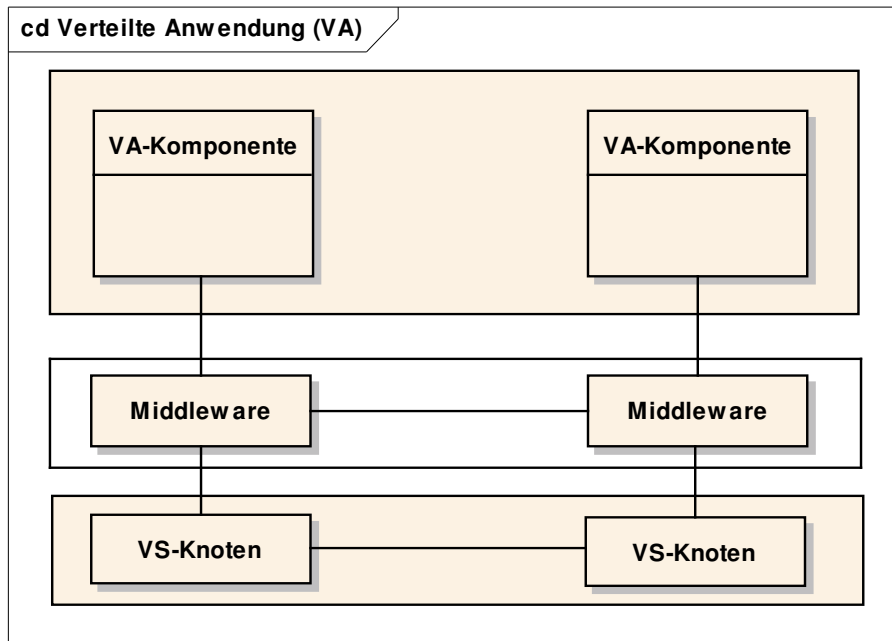 cd Verteilte Anwendung (VA)
VA-Komponente
VA-Komponente
Middleware
Middleware
VS-Knoten
VS-Knoten